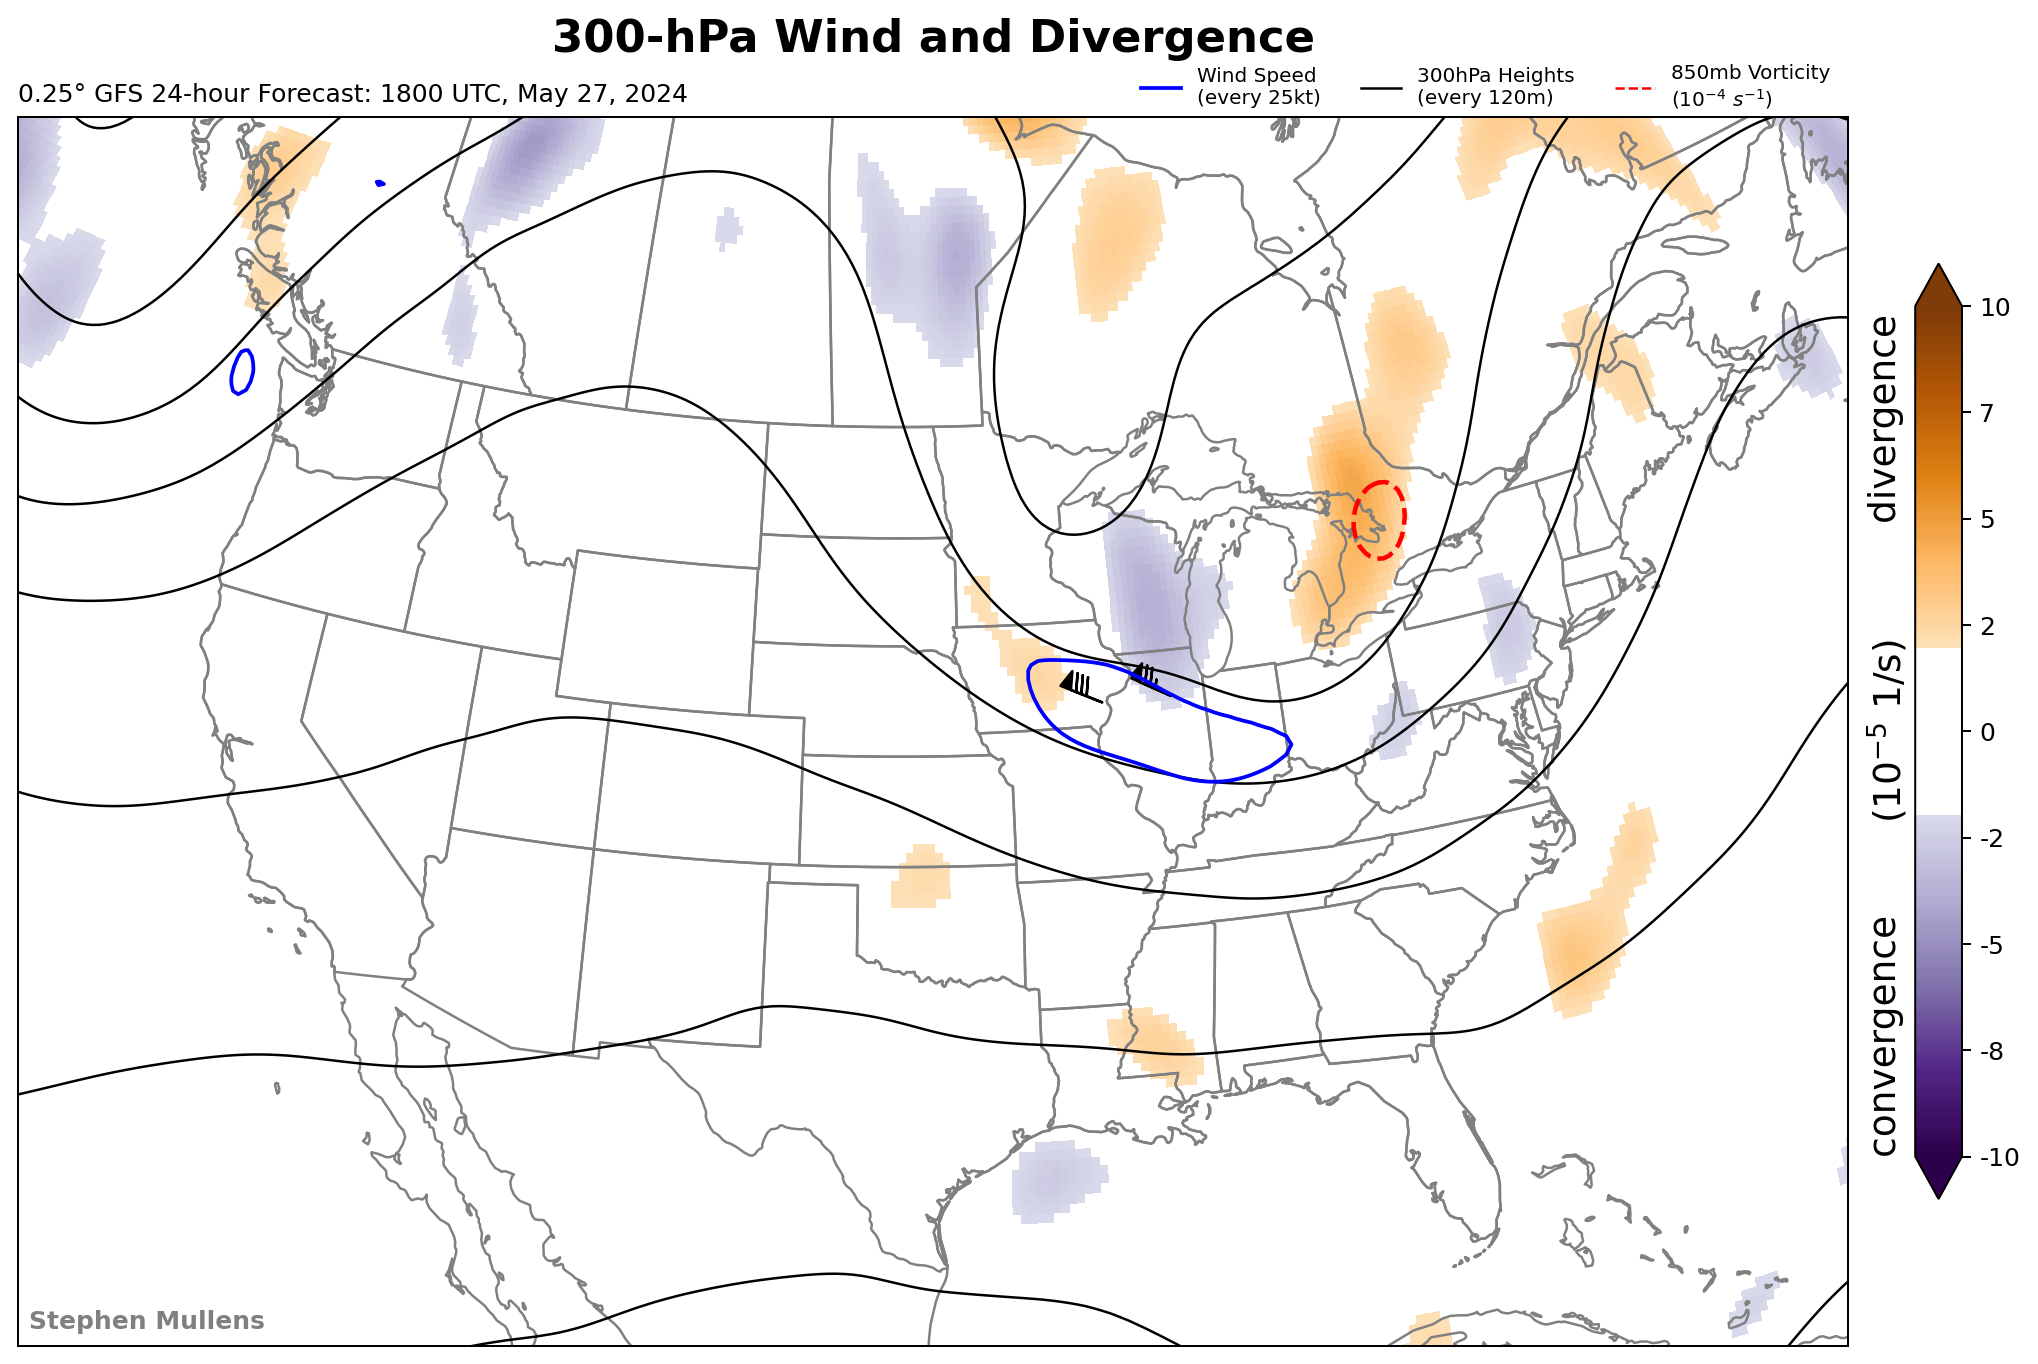 300-hPa Wind and Divergence
0.25° GFS 24-hour Forecast: 1800 UTC, May 27, 2024
Wind Speed
(every 25kt)
300hPa Heights
(every 120m)
850mb Vorticity
(10⁻⁴ s⁻¹)
10
7
5
2
0
-2
-5
-8
-10
convergence (10⁻⁵ 1/s) divergence
Stephen Mullens